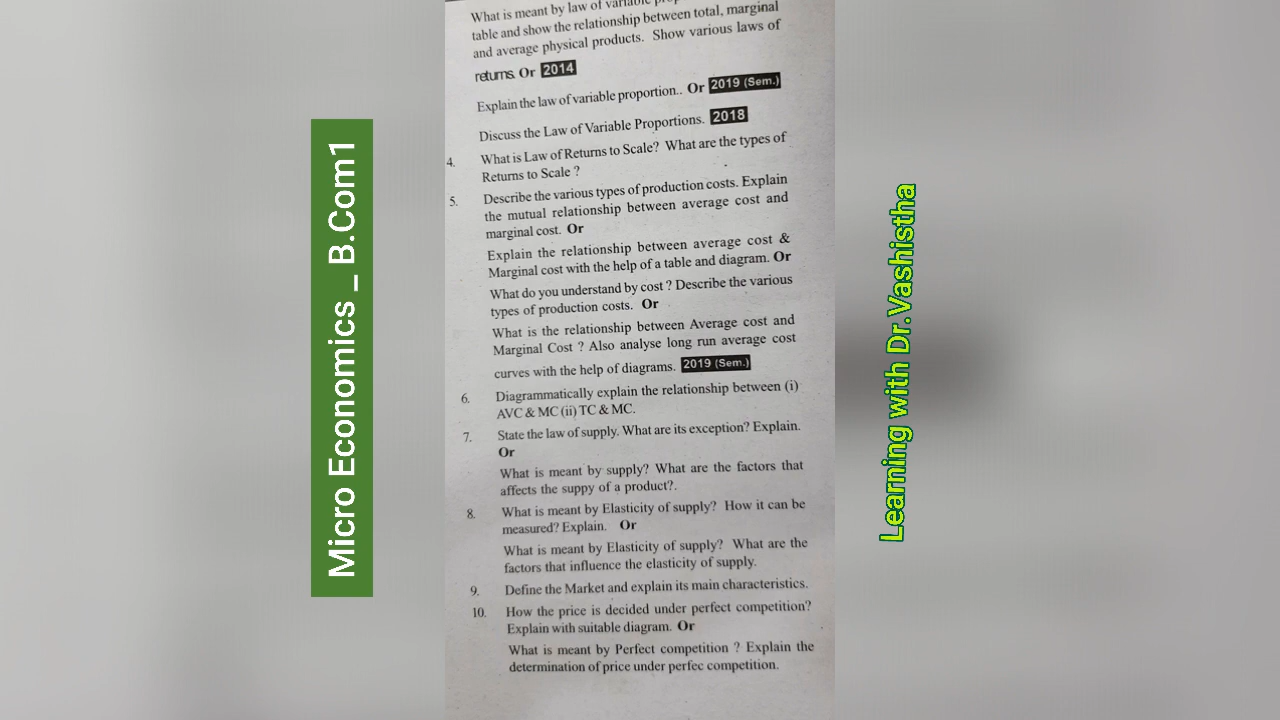 Micro Economics _ B.Com1
What is meant by law of variable
table and show the relationship between total, marginal
and average physical products. Show various laws of
returns. Or 2014
Explain the law of variable proportion.. Or 2019 (Sem.)
Discuss the Law of Variable Proportions. 2018
4. What is Law of Returns to Scale? What are the types of
Returns to Scale ?
5. Describe the various types of production costs. Explain
the mutual relationship between average cost and
marginal cost. Or
Explain the relationship between average cost &
Marginal cost with the help of a table and diagram. Or
What do you understand by cost ? Describe the various
types of production costs. Or
What is the relationship between Average cost and
Marginal Cost ? Also analyse long run average cost
curves with the help of diagrams. 2019 (Sem.)
6. Diagrammatically explain the relationship between (i)
AVC & MC (ii) TC & MC.
7. State the law of supply. What are its exception? Explain.
Or
What is meant by supply? What are the factors that
affects the suppy of a product?.
8. What is meant by Elasticity of supply? How it can be
measured? Explain. Or
What is meant by Elasticity of supply? What are the
factors that influence the elasticity of supply.
9. Define the Market and explain its main characteristics.
10. How the price is decided under perfect competition?
Explain with suitable diagram. Or
What is meant by Perfect competition ? Explain the
determination of price under perfec competition.
Learning with Dr.Vashistha